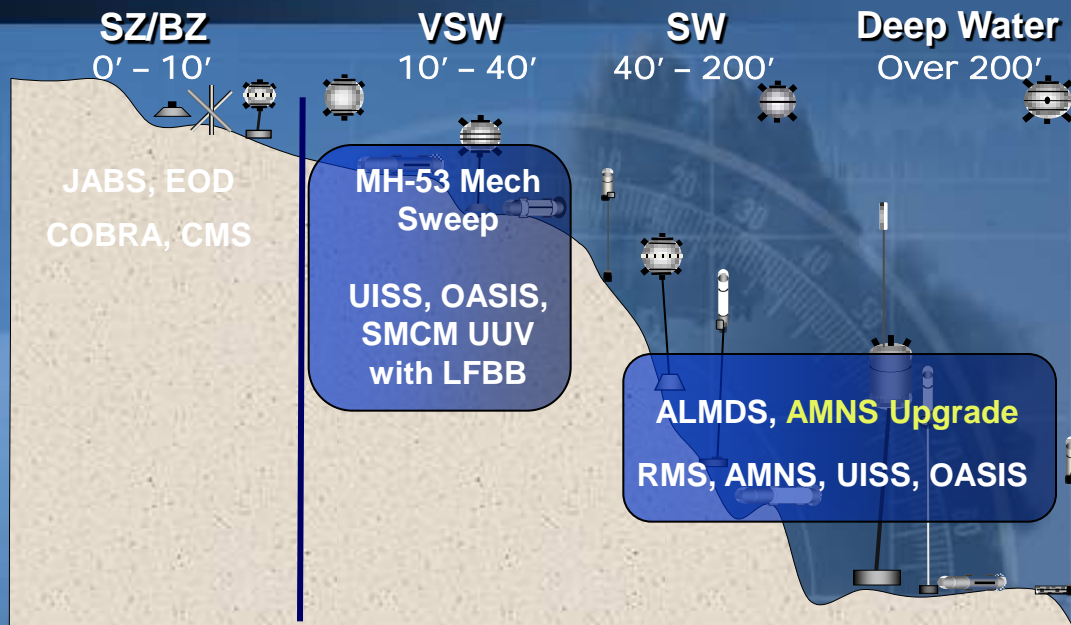 SZ/BZ
0' – 10'
VSW
10' – 40'
SW
40' – 200'
Deep Water
Over 200'
JABS, EOD
COBRA, CMS
MH-53 Mech
Sweep
UISS, OASIS,
SMCM UUV
with LFBB
ALMDS, AMNS Upgrade
RMS, AMNS, UISS, OASIS